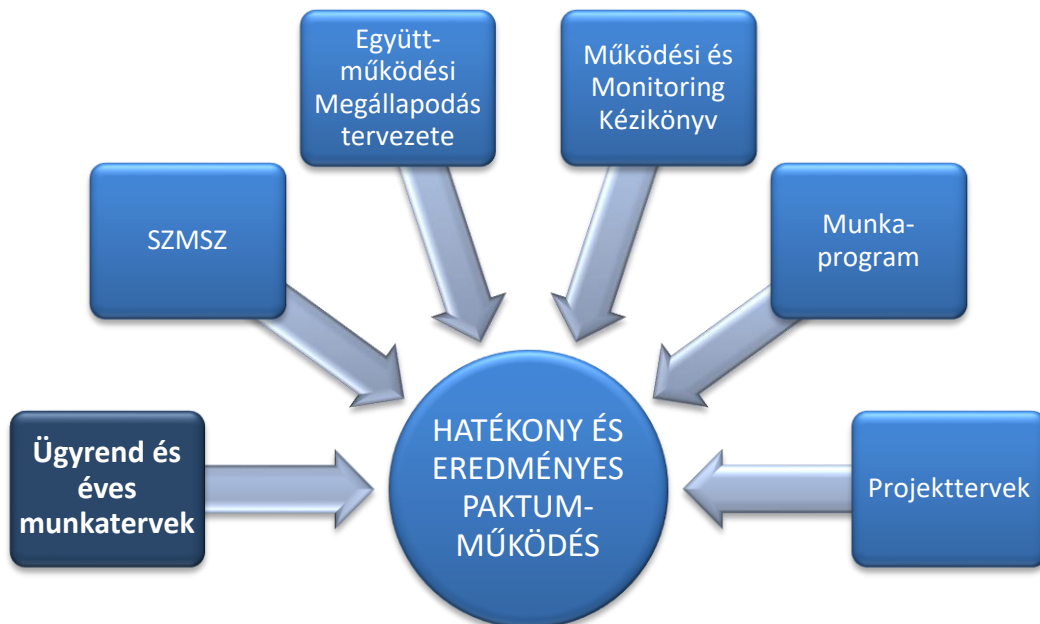 Együtt-
működési
Megállapodás
tervezete
Működési és
Monitoring
Kézikönyv
SZMSZ
Munka-
program
Ügyrend és
éves
munkatervek
HATÉKONY ÉS
EREDMÉNYES
PAKTUM-
MŰKÖDÉS
Projekttervek